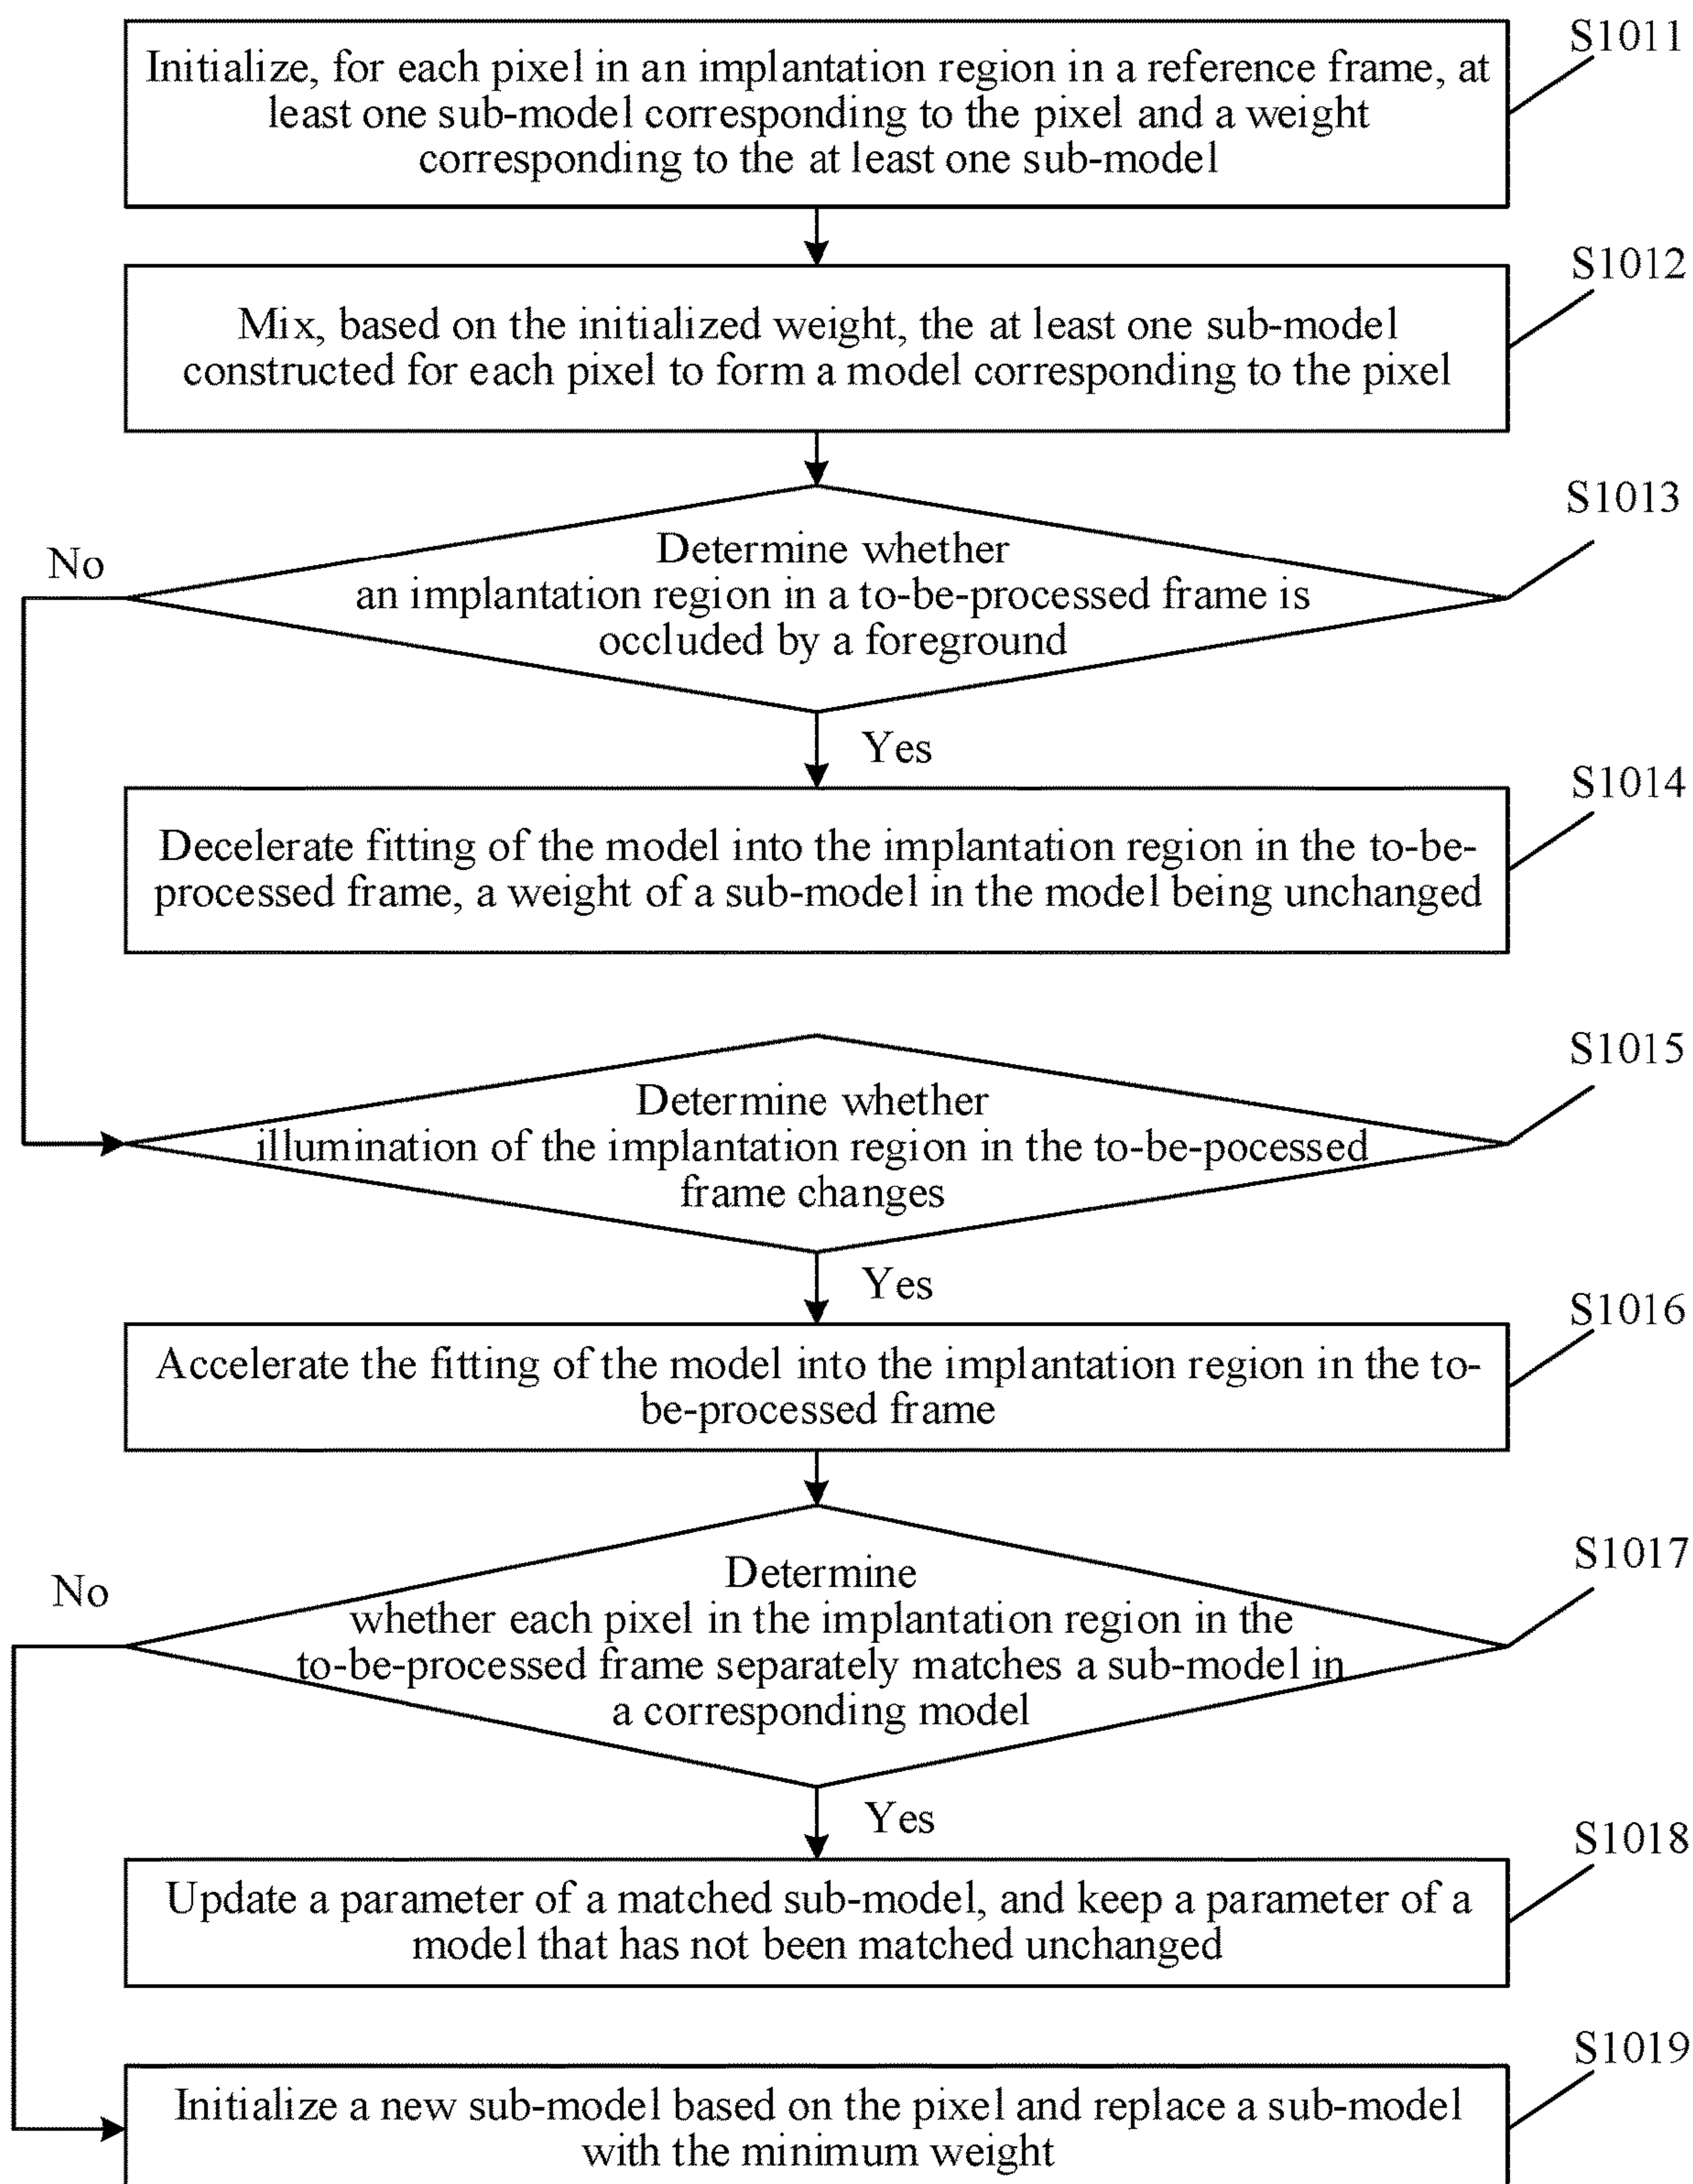 S1011
Initialize, for each pixel in an implantation region in a reference frame, at
least one sub-model corresponding to the pixel and a weight
corresponding to the at least one sub-model
S1012
Mix, based on the initialized weight, the at least one sub-model
constructed for each pixel to form a model corresponding to the pixel
S1013
No
Determine whether
an implantation region in a to-be-processed frame is
occluded by a foreground
Yes
S1014
Decelerate fitting of the model into the implantation region in the to-be-
processed frame, a weight of a sub-model in the model being unchanged
S1015
Determine whether
illumination of the implantation region in the to-be-pocessed
frame changes
Yes
S1016
Accelerate the fitting of the model into the implantation region in the to-
be-processed frame
S1017
No
Determine
whether each pixel in the implantation region in the
to-be-processed frame separately matches a sub-model in
a corresponding model
Yes
S1018
Update a parameter of a matched sub-model, and keep a parameter of a
model that has not been matched unchanged
S1019
Initialize a new sub-model based on the pixel and replace a sub-model
with the minimum weight